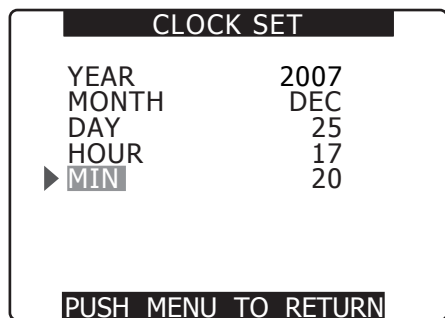 CLOCK SET
YEAR 2007
MONTH DEC
DAY 25
HOUR 17
MIN 20
PUSH MENU TO RETURN